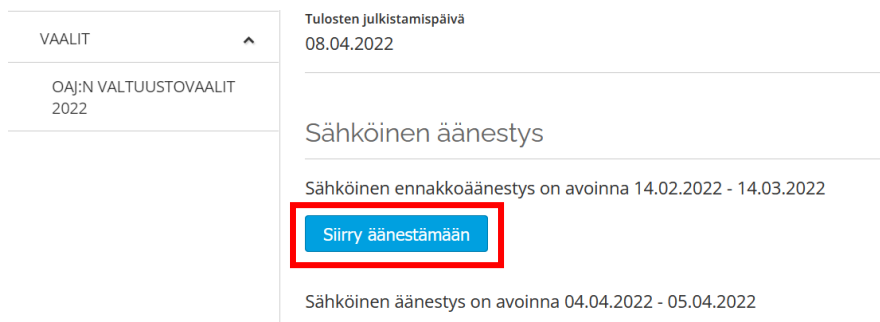 VAALIT
OAJ:N VALTUUSTOVAALIT
2022
Tulosten julkistamispäivä
08.04.2022
Sähköinen äänestys
Sähköinen ennakkoäänestys on avoinna 14.02.2022 - 14.03.2022
Siirry äänestämään
Sähköinen äänestys on avoinna 04.04.2022 - 05.04.2022